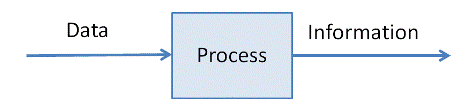 Data
Process
Information